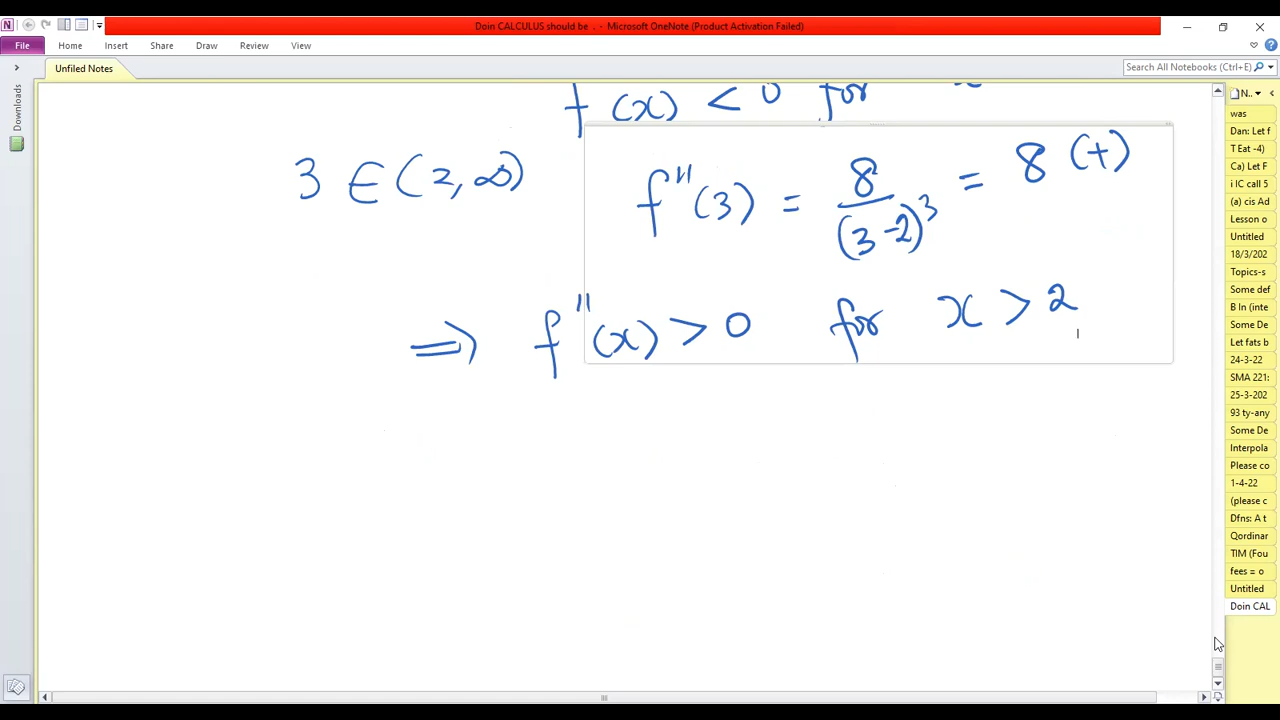 Doin CALCULUS should be . - Microsoft OneNote (Product Activation Failed)
File Home Insert Share Draw Review View
Unfiled Notes
Search All Notebooks (Ctrl+E)
Downloads
N..
f (x) < 0 for
3 ∈ (2, ∞)
f''(3) = 8/(3-2)^3 = 8 (+)
⟹ f''(x) > 0 for x > 2
was
Dan: Let f
T Eat -4)
Ca) Let F
i IC call 5
(a) cis Ad
Lesson o
Untitled
18/3/202
Topics-s
Some def
B In (inte
Some De
Let fats b
24-3-22
SMA 221:
25-3-202
93 ty-any
Some De
Interpola
Please co
1-4-22
(please c
Dfns: A t
Qordinar
TIM (Fou
fees = o
Untitled
Doin CAL